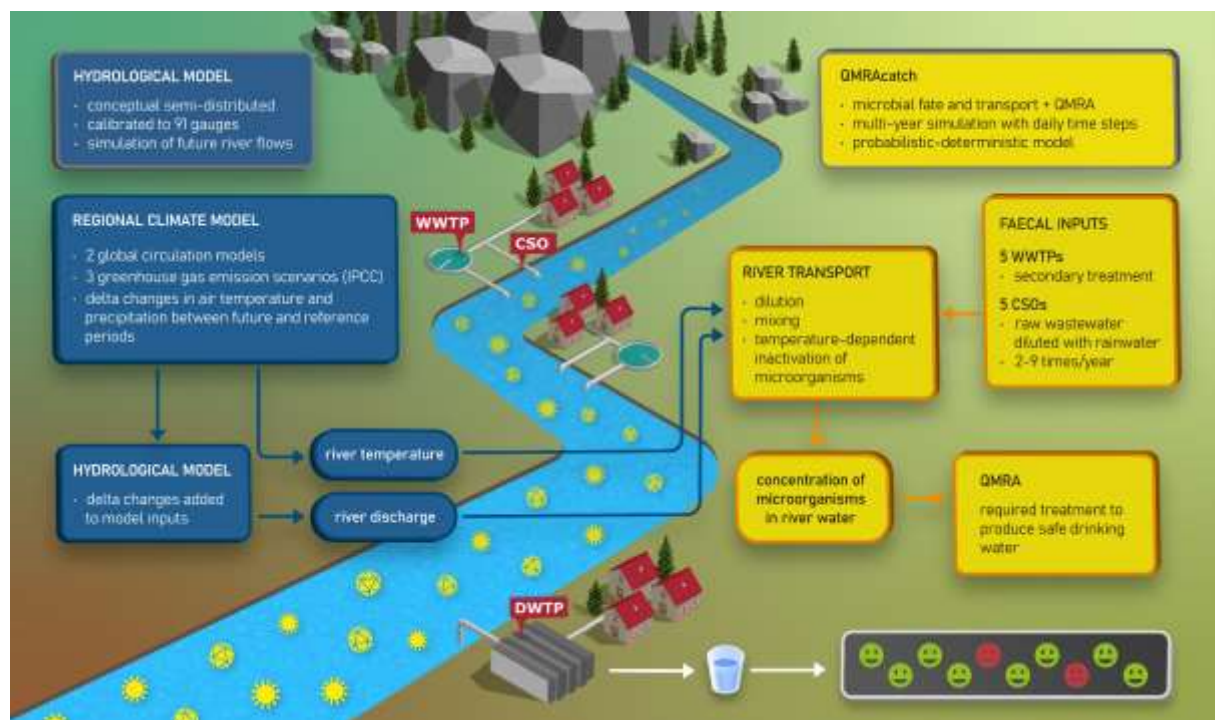 HYDROLOGICAL MODEL
· conceptual semi-distributed
· calibrated to 91 gauges
· simulation of future river flows
QMRAcatch
· microbial fate and transport + QMRA
· multi-year simulation with daily time steps
· probabilistic-deterministic model
REGIONAL CLIMATE MODEL
· 2 global circulation models
· 3 greenhouse gas emission scenarios (IPCC)
· delta changes in air temperature and
precipitation between future and reference
periods
WWTP
CSO
RIVER TRANSPORT
· dilution
· mixing
· temperature-dependent
inactivation of
microorganisms
FAECAL INPUTS
5 WWTPs
· secondary treatment
5 CSOs
· raw wastewater
diluted with rainwater
· 2-9 times/year
HYDROLOGICAL MODEL
· delta changes added
to model inputs
river temperature
river discharge
concentration of
microorganisms
in river water
QMRA
required treatment to
produce safe drinking
water
DWTP